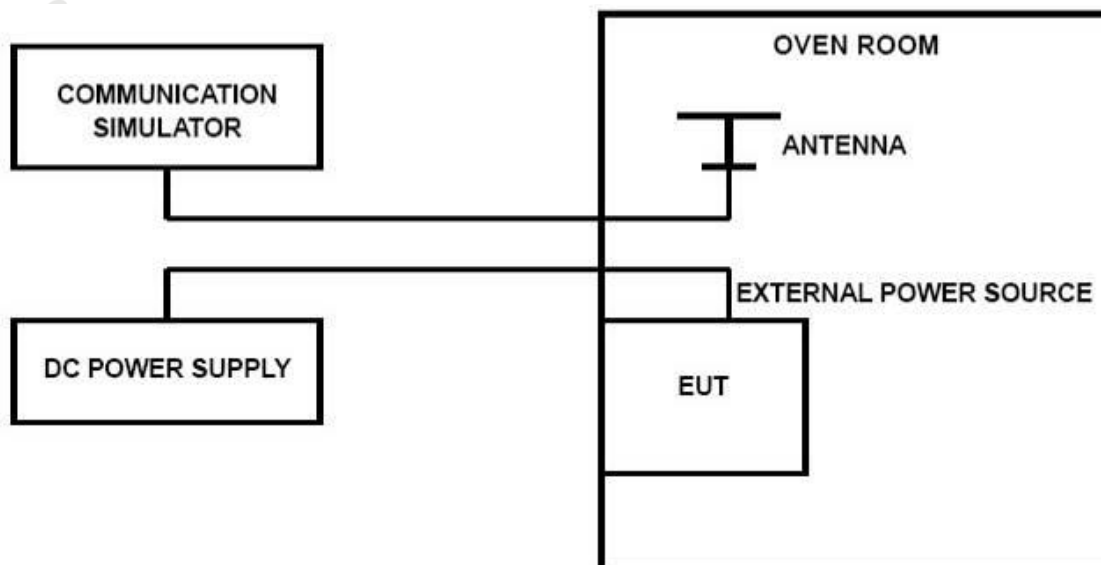 OVEN ROOM
COMMUNICATION
SIMULATOR
ANTENNA
EXTERNAL POWER SOURCE
DC POWER SUPPLY
EUT